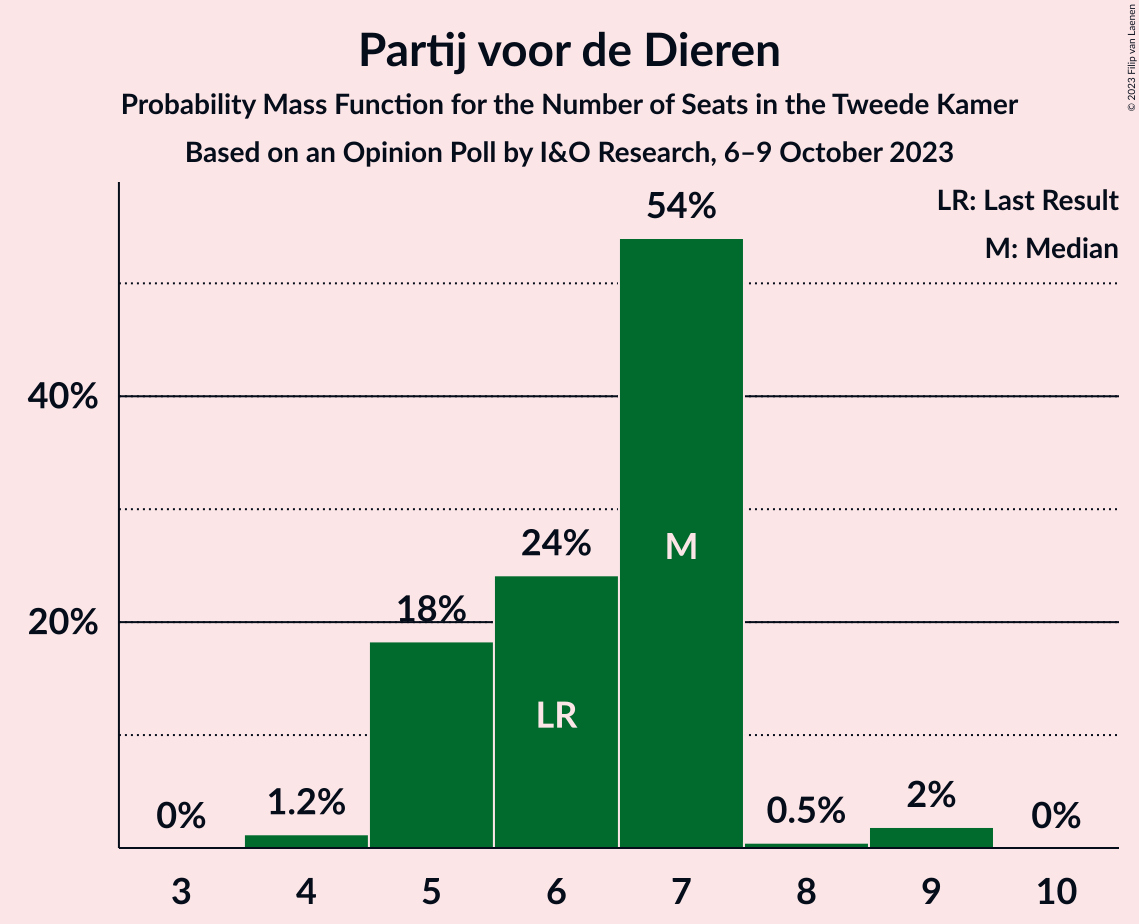 Partij voor de Dieren
Probability Mass Function for the Number of Seats in the Tweede Kamer
Based on an Opinion Poll by I&O Research, 6–9 October 2023
© 2023 Filip van Laenen
LR: Last Result
M: Median
54%
40%
24%
M
18%
20%
LR
0%
1.2%
0.5%
2%
0%
3 4 5 6 7 8 9 10